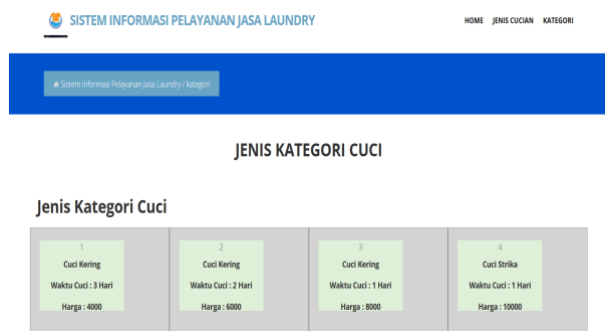 SISTEM INFORMASI PELAYANAN JASA LAUNDRY
HOME JENIS CUCIAN KATEGORI
Sistem Informasi Pelayanan Jasa Laundry / kategori
JENIS KATEGORI CUCI
Jenis Kategori Cuci
1
Cuci Kering
Waktu Cuci : 3 Hari
Harga : 4000
2
Cuci Kering
Waktu Cuci : 2 Hari
Harga : 6000
3
Cuci Kering
Waktu Cuci : 1 Hari
Harga : 8000
4
Cuci Strika
Waktu Cuci : 1 Hari
Harga : 10000